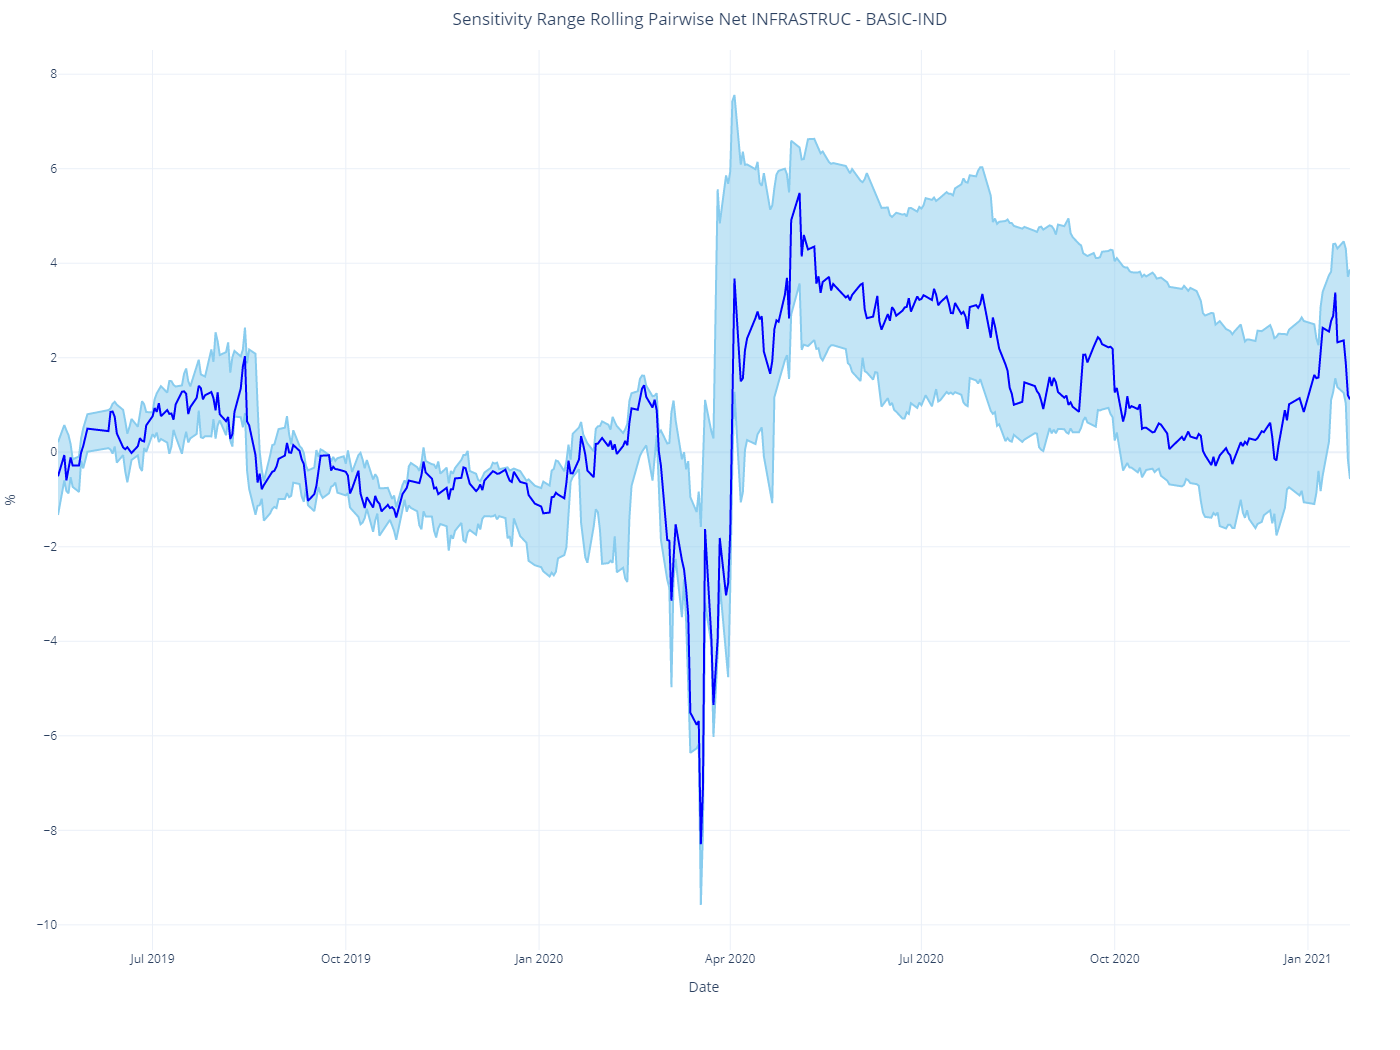 Sensitivity Range Rolling Pairwise Net INFRASTRUC - BASIC-IND
8
6
4
2
0
−2
−4
−6
−8
−10
%
Jul 2019
Oct 2019
Jan 2020
Apr 2020
Jul 2020
Oct 2020
Jan 2021
Date